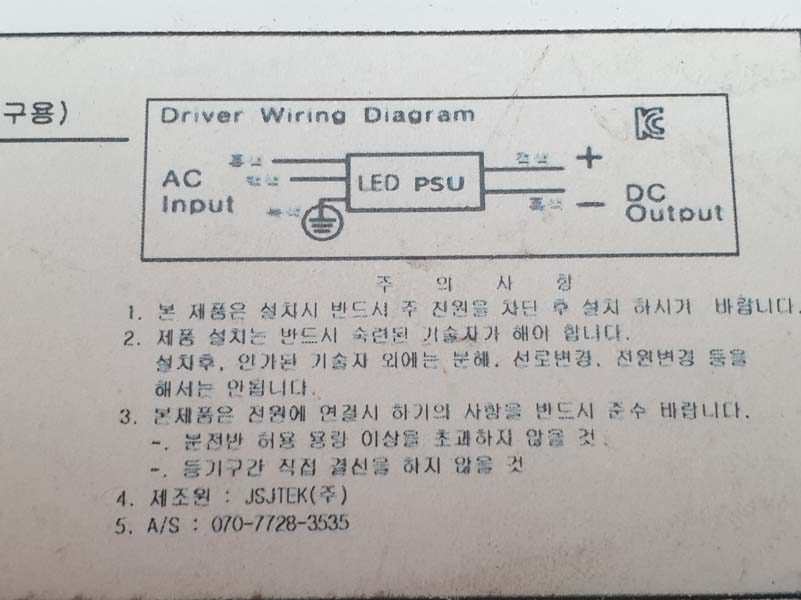 구용)
Driver Wiring Diagram
KC
흑색
AC
Input
LED PSU
+
흑색 -
DC
Output
주 의 사 항
1. 본 제품은 설치시 반드시 주 전원을 차단 후 설치 하시기 바랍니다.
2. 제품 설치는 반드시 숙련된 기술자가 해야 합니다.
설치후, 인가된 기술자 외에는 분해, 선로변경, 전원변경 등을
해서는 안됩니다.
3. 본제품은 전원에 연결시 하기의 사항을 반드시 준수 바랍니다.
-. 분전반 허용 용량 이상을 초과하지 않을 것
-. 등기구간 직접 결선을 하지 않을 것
4. 제조원 : JSJTEK(주)
5. A/S : 070-7728-3535